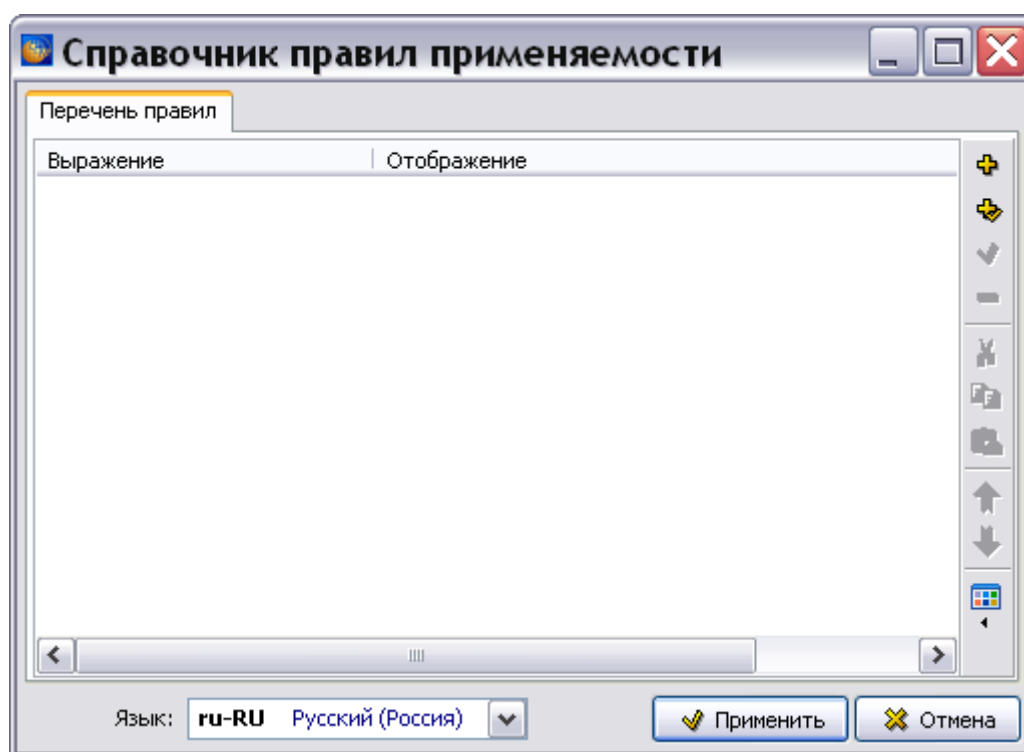 Справочник правил применяемости
Перечень правил
Выражение Отображение
Язык: ru-RU Русский (Россия) Применить Отмена